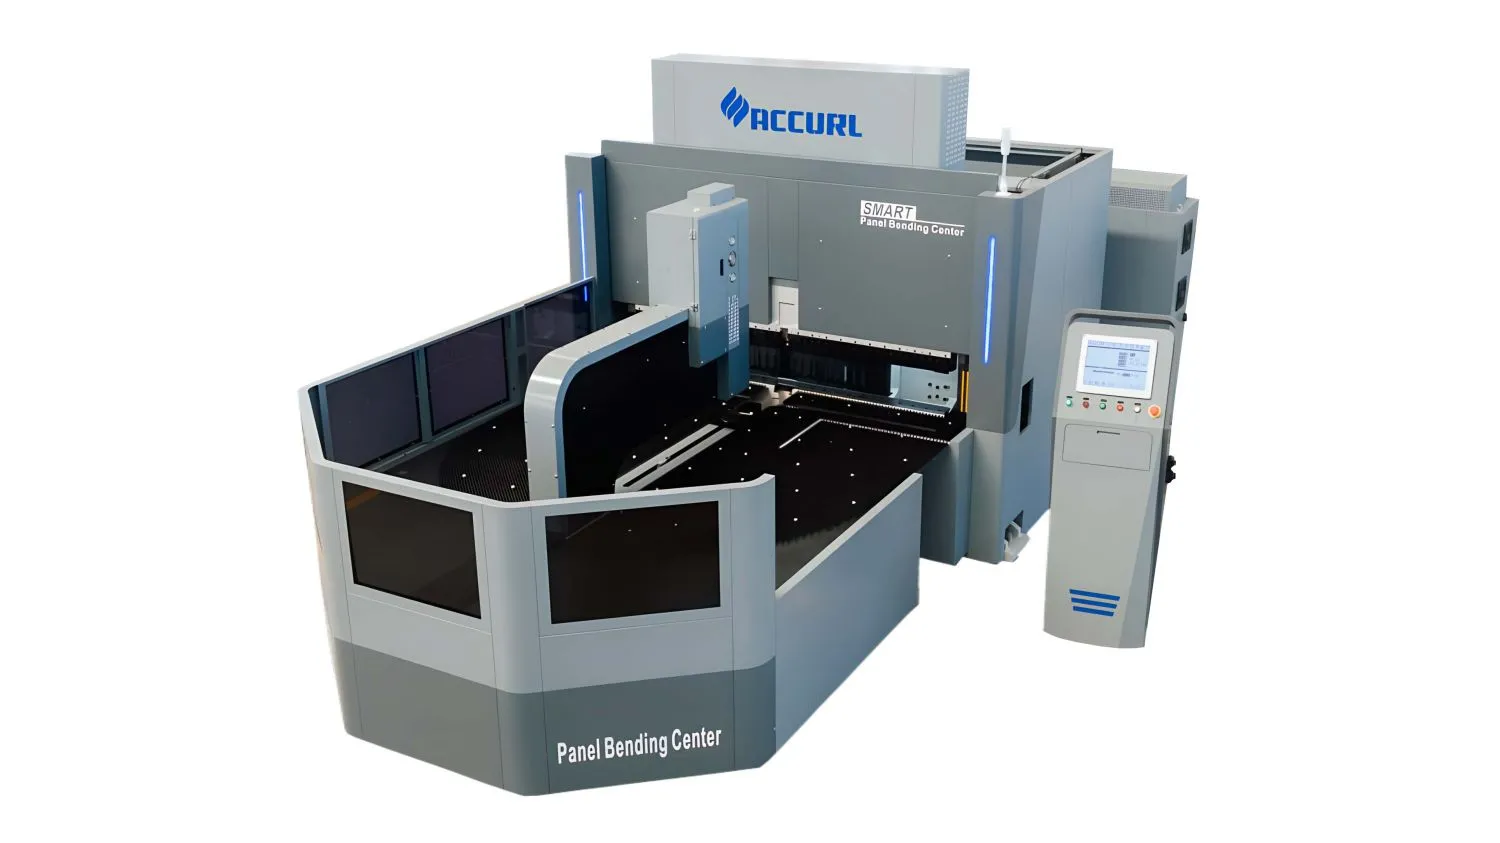 ACCURL
SMART
Panel Bending Center
Panel Bending Center